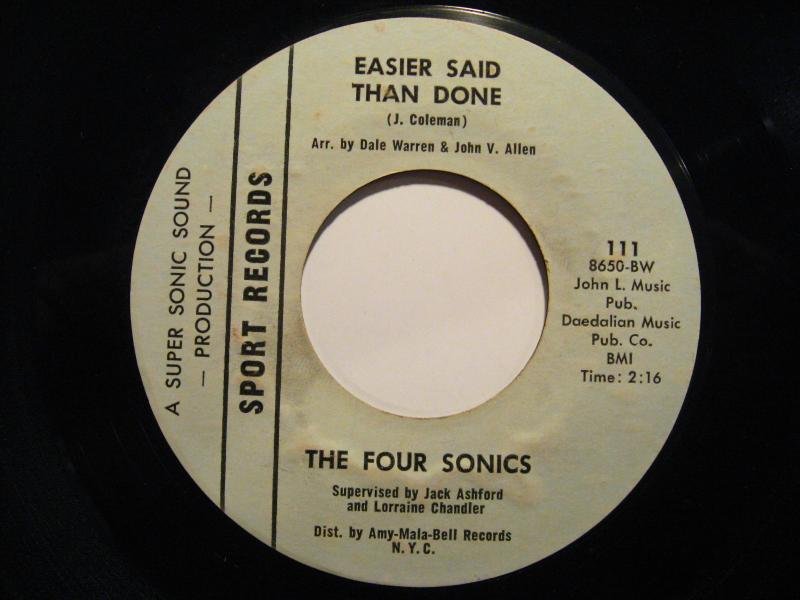 EASIER SAID
THAN DONE
(J. Coleman)
Arr. by Dale Warren & John V. Allen
A SUPER SONIC SOUND
— PRODUCTION —
SPORT RECORDS
111
8650-BW
John L. Music
Pub.
Daedalian Music
Pub. Co.
BMI
Time: 2:16
THE FOUR SONICS
Supervised by Jack Ashford
and Lorraine Chandler
Dist. by Amy-Mala-Bell Records
N.Y.C.